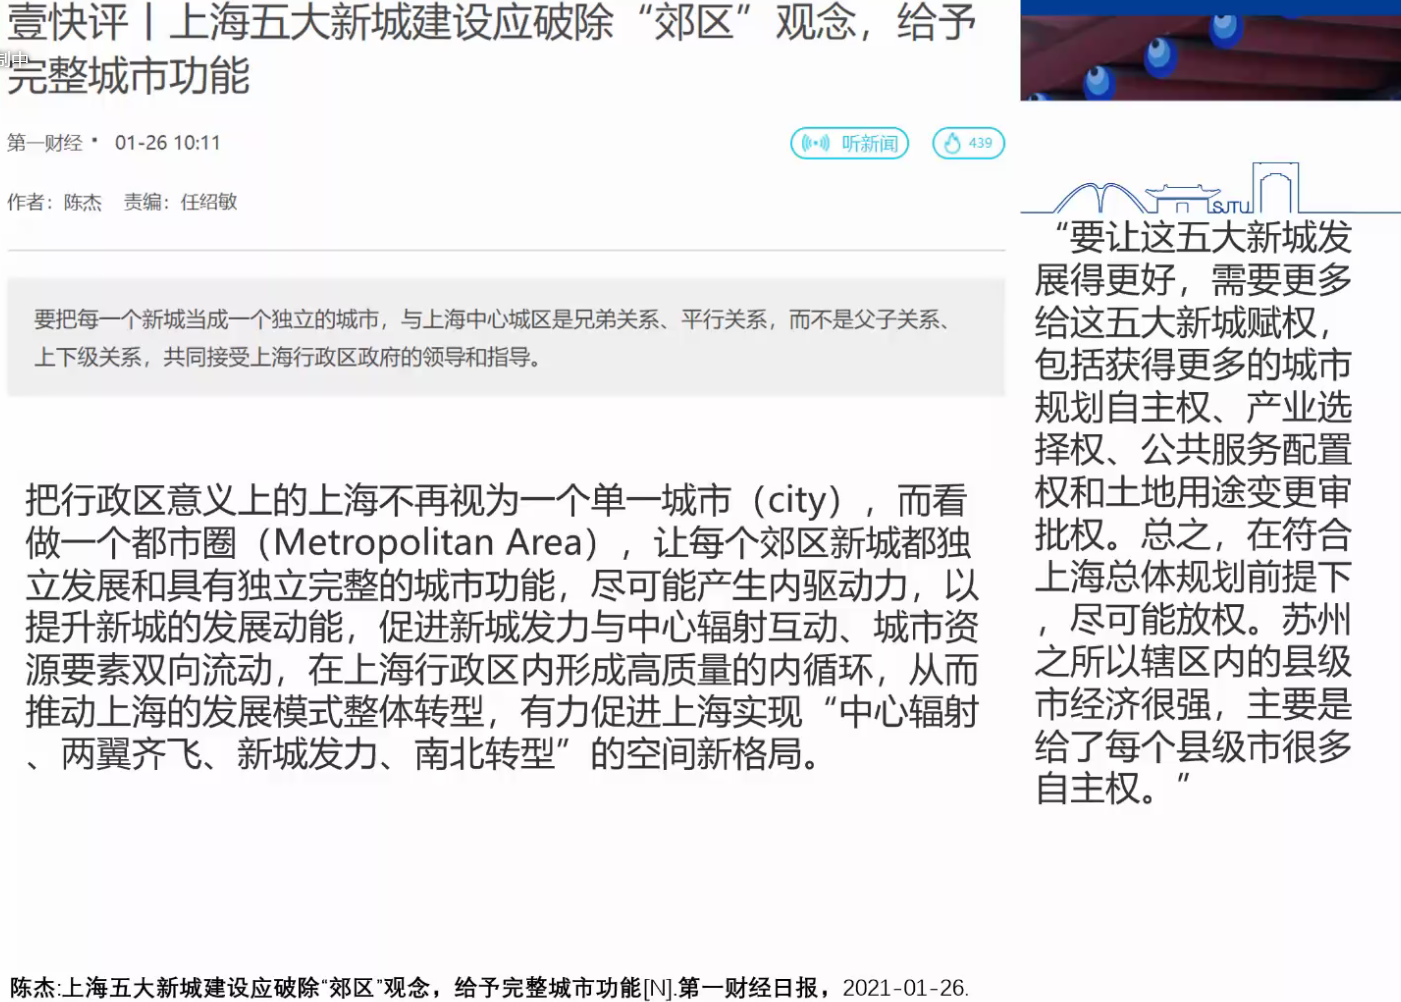 壹快评丨上海五大新城建设应破除“郊区”观念，给予
制中
完整城市功能
第一财经 · 01-26 10:11
听新闻
439
作者：陈杰 责编：任绍敏
要把每一个新城当成一个独立的城市，与上海中心城区是兄弟关系、平行关系，而不是父子关系、
上下级关系，共同接受上海行政区政府的领导和指导。
把行政区意义上的上海不再视为一个单一城市（city），而看
做一个都市圈（Metropolitan Area），让每个郊区新城都独
立发展和具有独立完整的城市功能，尽可能产生内驱动力，以
提升新城的发展动能，促进新城发力与中心辐射互动、城市资
源要素双向流动，在上海行政区内形成高质量的内循环，从而
推动上海的发展模式整体转型，有力促进上海实现“中心辐射
、两翼齐飞、新城发力、南北转型”的空间新格局。
SJTU
“要让这五大新城发
展得更好，需要更多
给这五大新城赋权，
包括获得更多的城市
规划自主权、产业选
择权、公共服务配置
权和土地用途变更审
批权。总之，在符合
上海总体规划前提下
，尽可能放权。苏州
之所以辖区内的县级
市经济很强，主要是
给了每个县级市很多
自主权。”
陈杰:上海五大新城建设应破除“郊区”观念，给予完整城市功能[N].第一财经日报，2021-01-26.